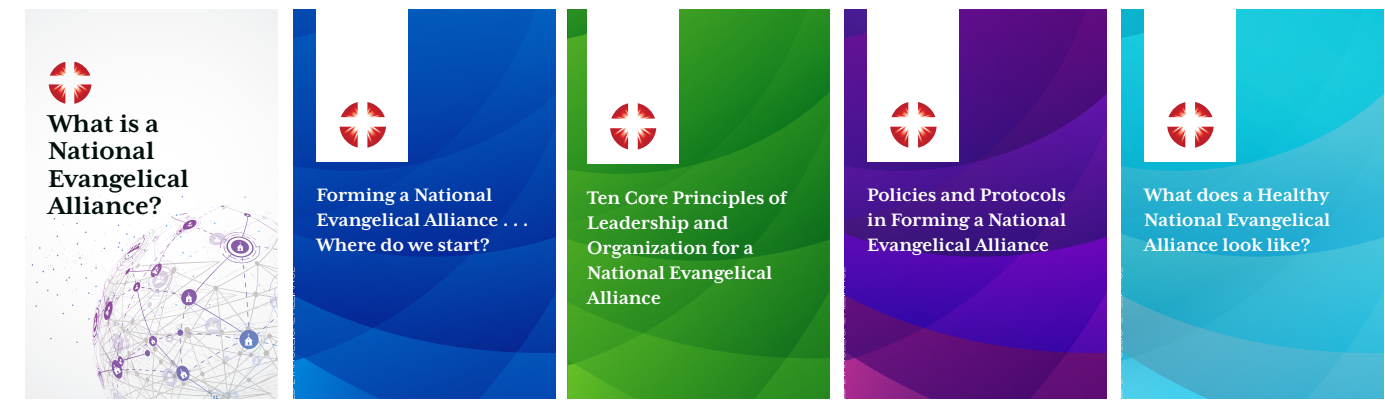 What is a
National
Evangelical
Alliance?
Forming a National
Evangelical Alliance . . .
Where do we start?
Ten Core Principles of
Leadership and
Organization for a
National Evangelical
Alliance
Policies and Protocols
in Forming a National
Evangelical Alliance
What does a Healthy
National Evangelical
Alliance look like?